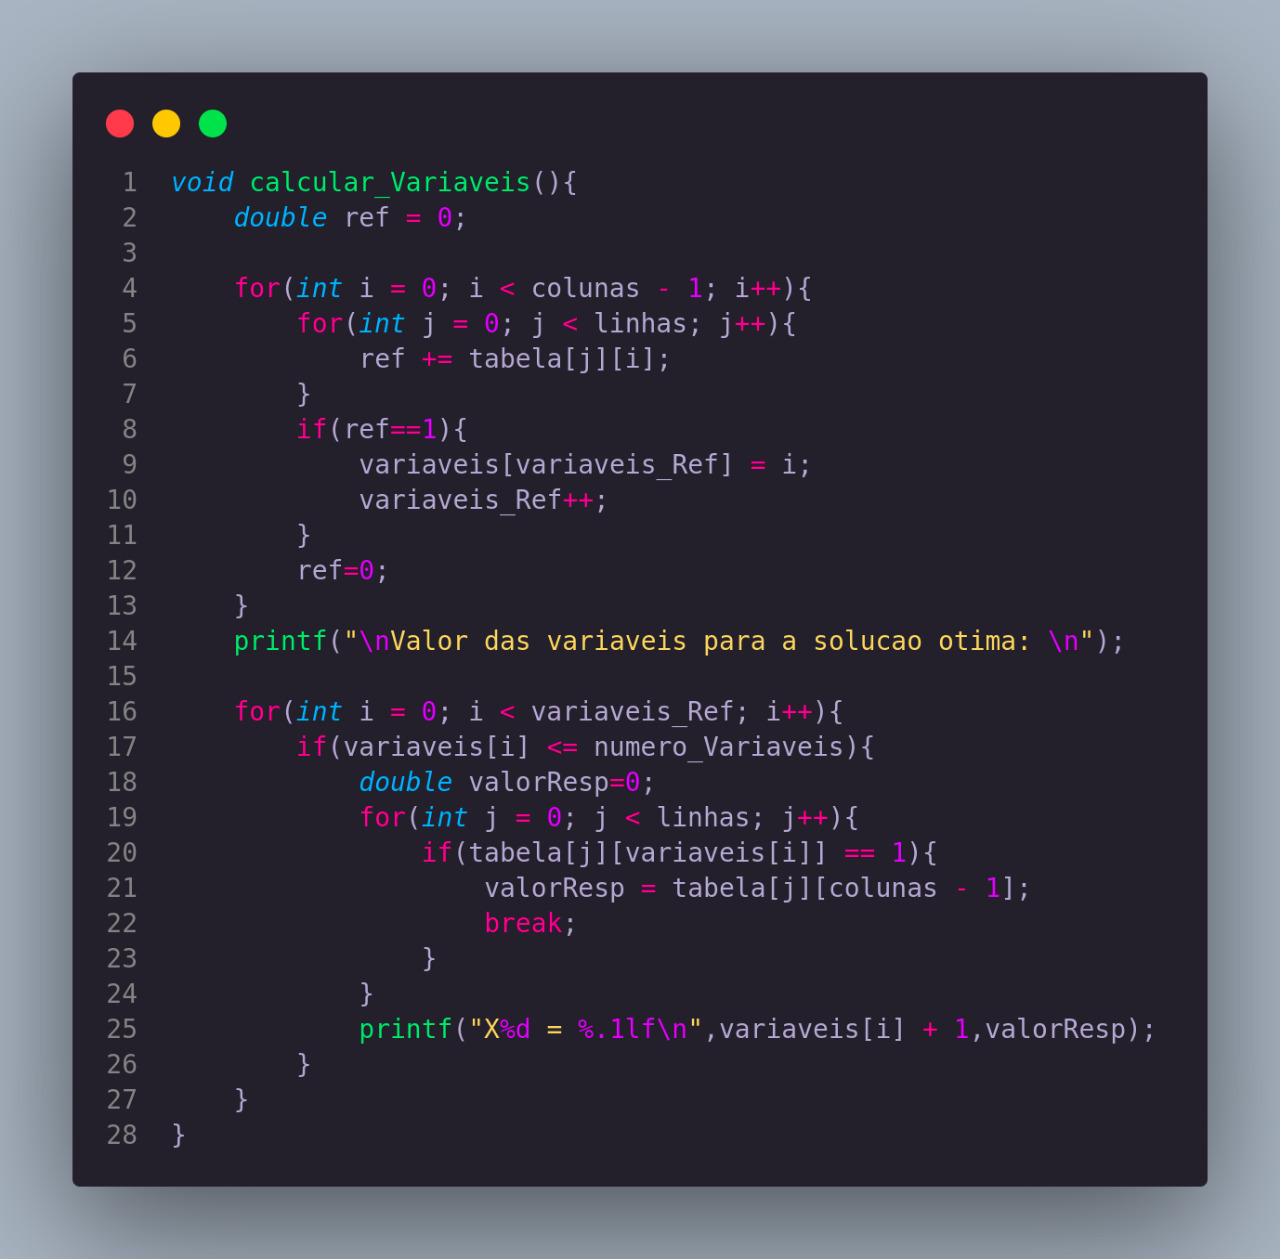 1 void calcular_Variaveis(){
2     double ref = 0;
3
4     for(int i = 0; i < colunas - 1; i++){
5         for(int j = 0; j < linhas; j++){
6             ref += tabela[j][i];
7         }
8         if(ref==1){
9             variaveis[variaveis_Ref] = i;
10             variaveis_Ref++;
11         }
12         ref=0;
13     }
14     printf("\nValor das variaveis para a solucao otima: \n");
15
16     for(int i = 0; i < variaveis_Ref; i++){
17         if(variaveis[i] <= numero_Variaveis){
18             double valorResp=0;
19             for(int j = 0; j < linhas; j++){
20                 if(tabela[j][variaveis[i]] == 1){
21                     valorResp = tabela[j][colunas - 1];
22                     break;
23                 }
24             }
25             printf("X%d = %.1lf\n",variaveis[i] + 1,valorResp);
26         }
27     }
28 }